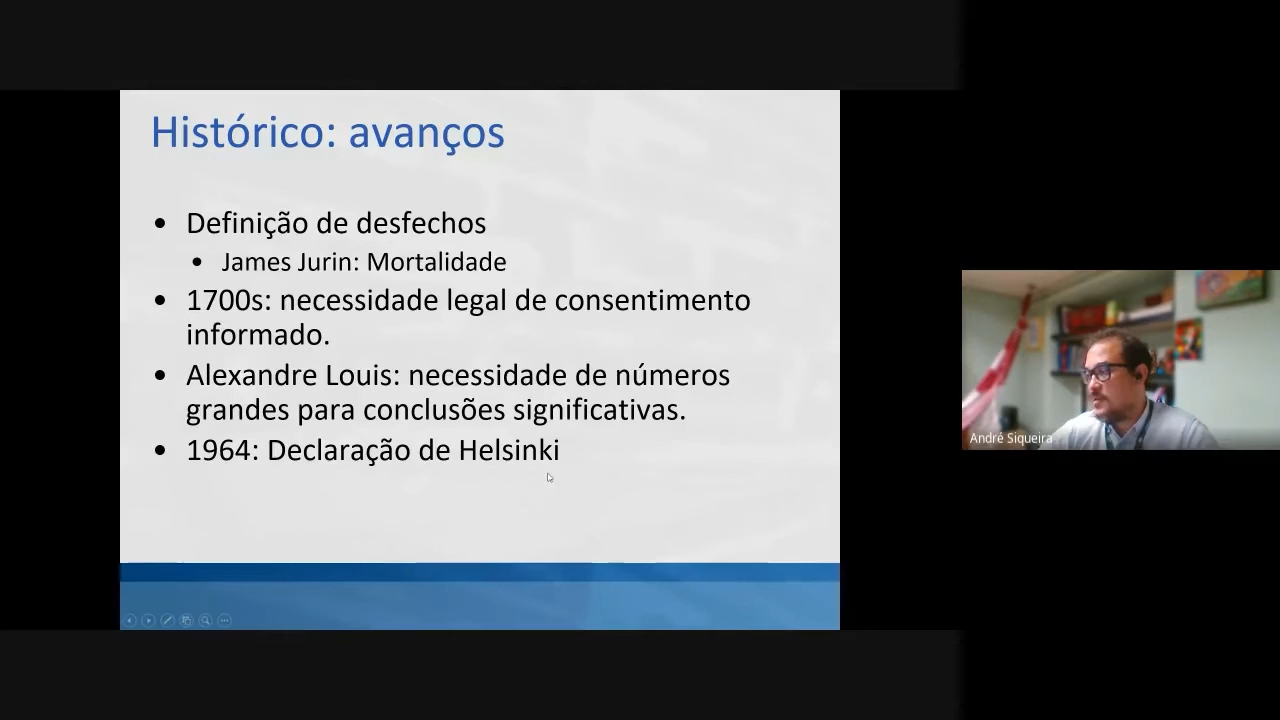 Histórico: avanços
• Definição de desfechos
• James Jurin: Mortalidade
• 1700s: necessidade legal de consentimento
informado.
• Alexandre Louis: necessidade de números
grandes para conclusões significativas.
• 1964: Declaração de Helsinki
André Siqueira